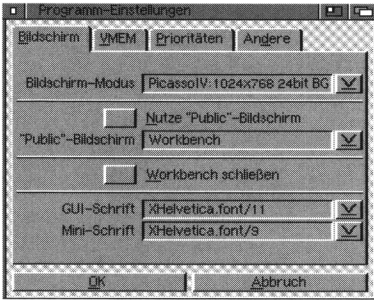 Programm-Einstellungen
Bildschirm VMEM Prioritäten Andere
Bildschirm-Modus PicassoIV:1024x768 24bit BG
Nutze "Public"-Bildschirm
"Public"-Bildschirm Workbench
Workbench schließen
GUI-Schrift XHelvetica.font/11
Mini-Schrift XHelvetica.font/9
OK Abbruch